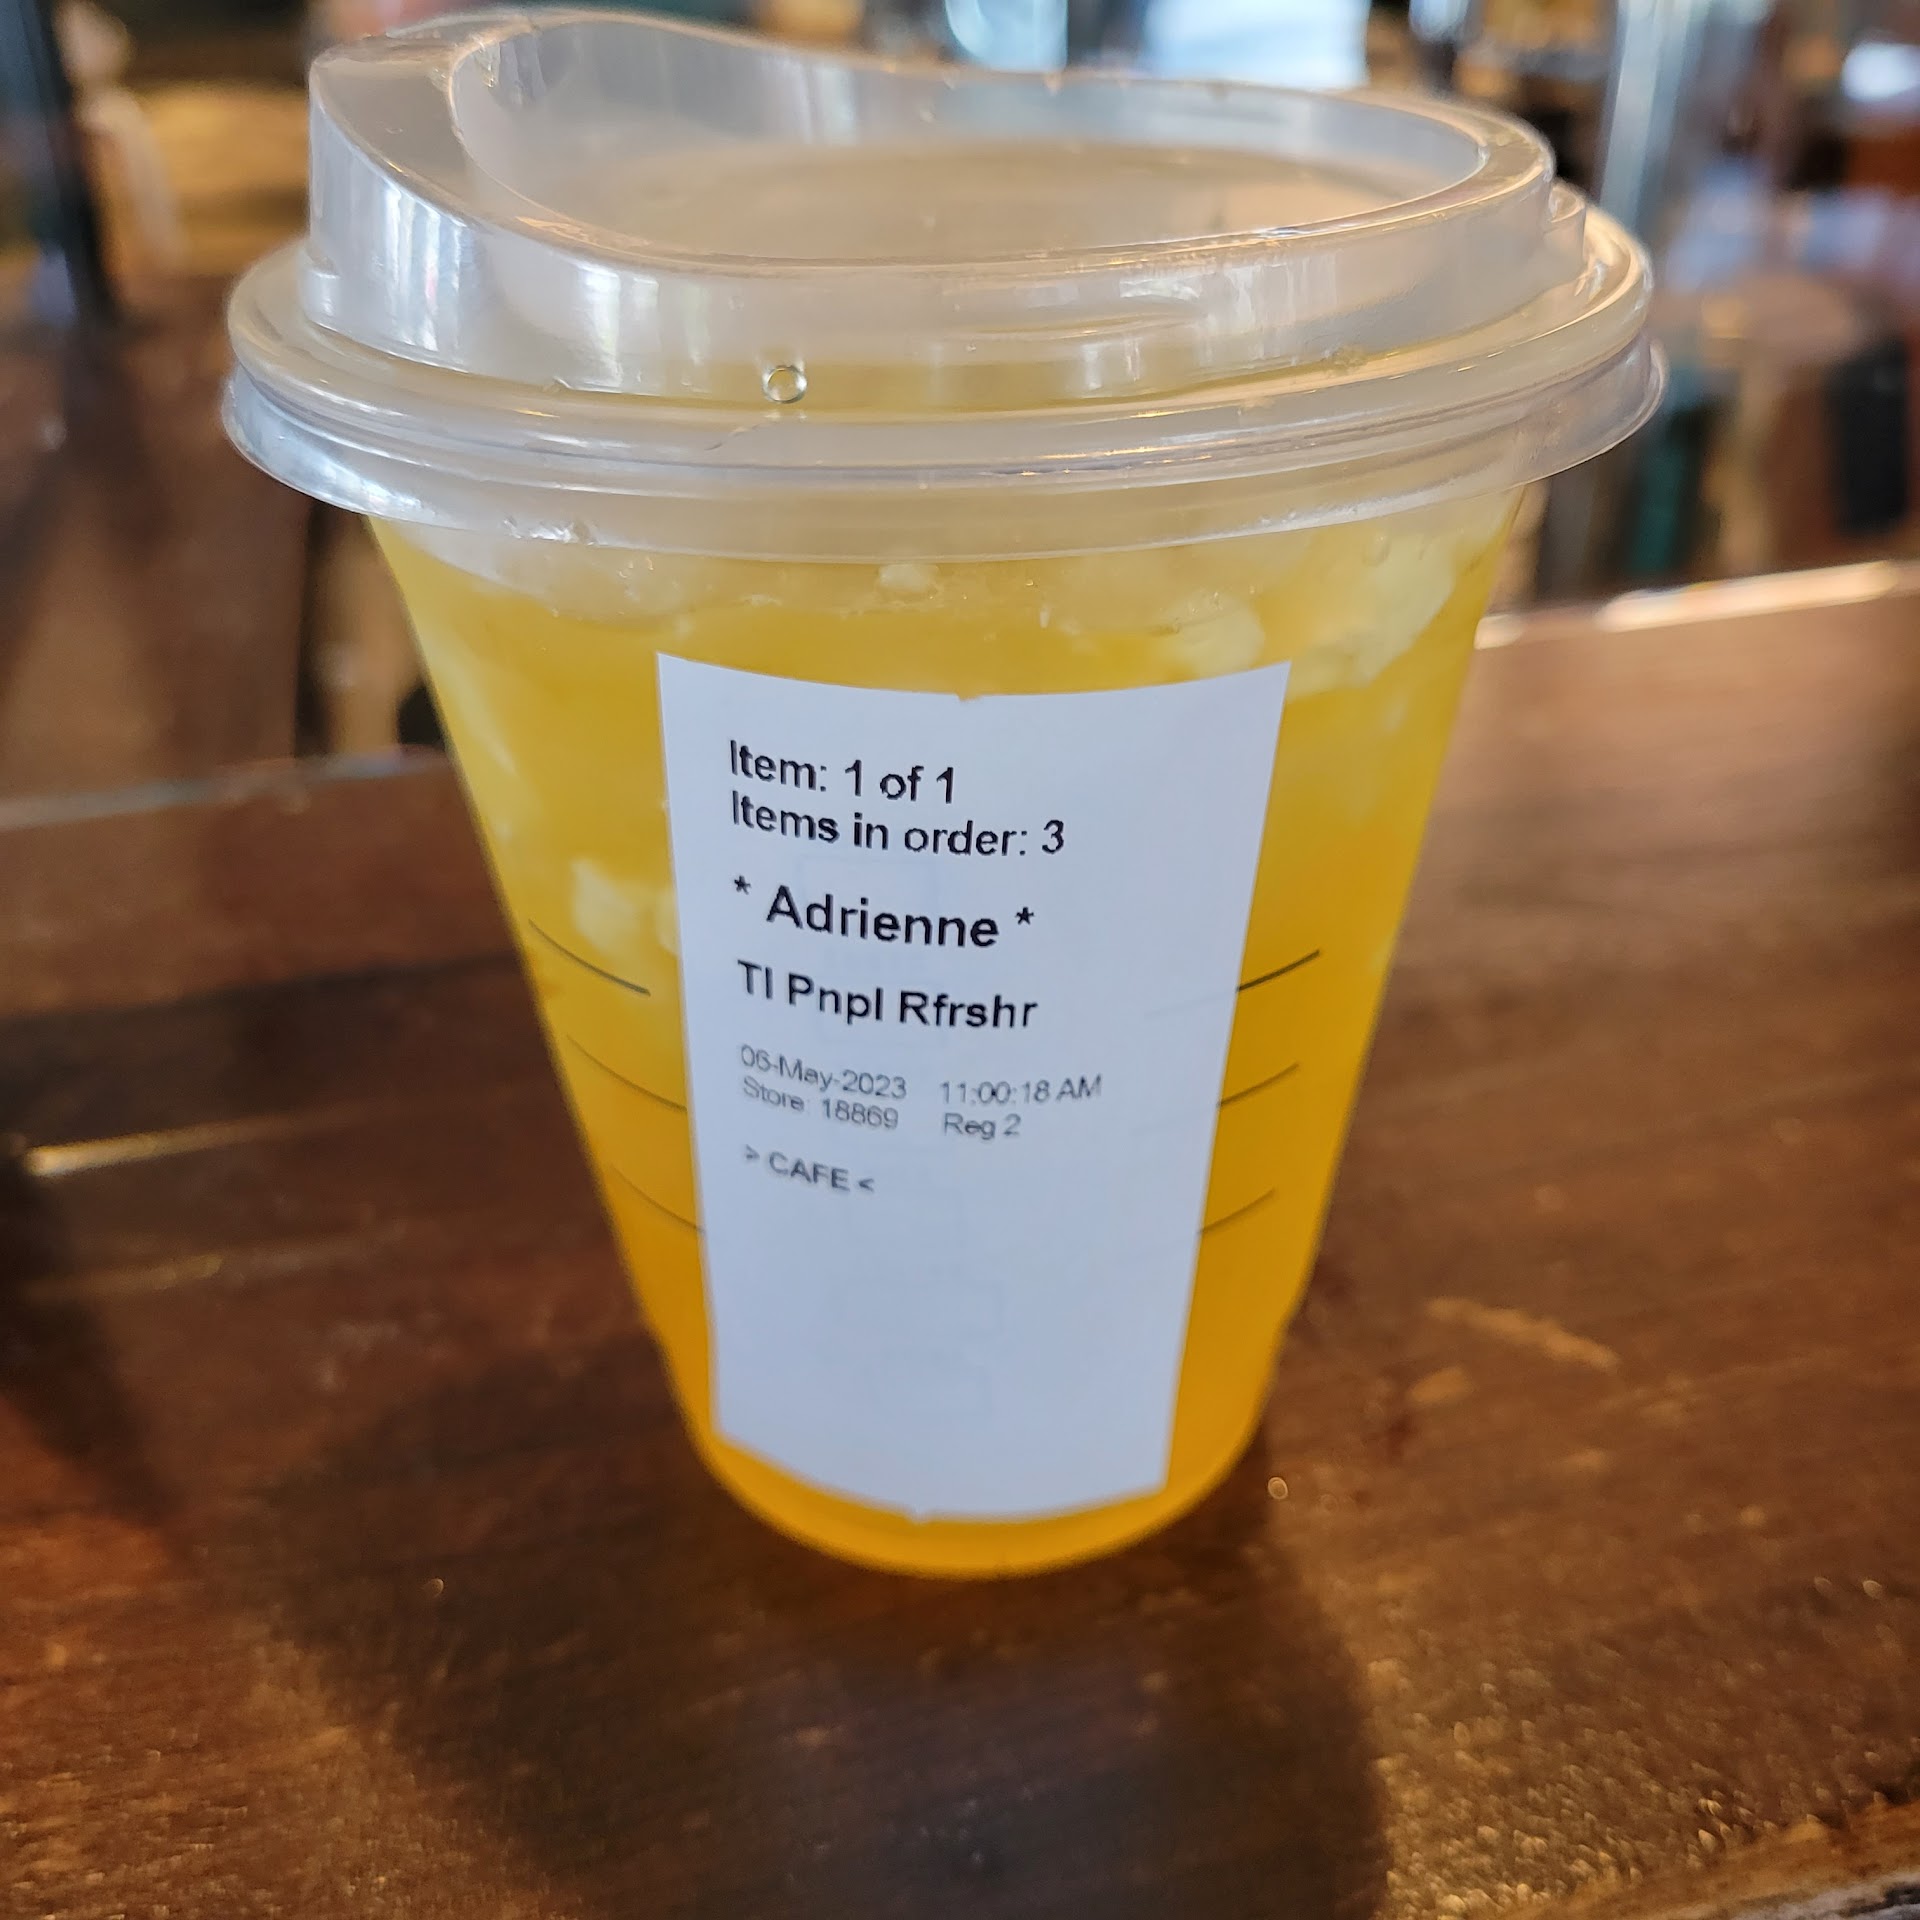 Item: 1 of 1
Items in order: 3
* Adrienne *
Tl Pnpl Rfrshr
06-May-2023 11:00:18 AM
Store: 18869 Reg 2
> CAFE <